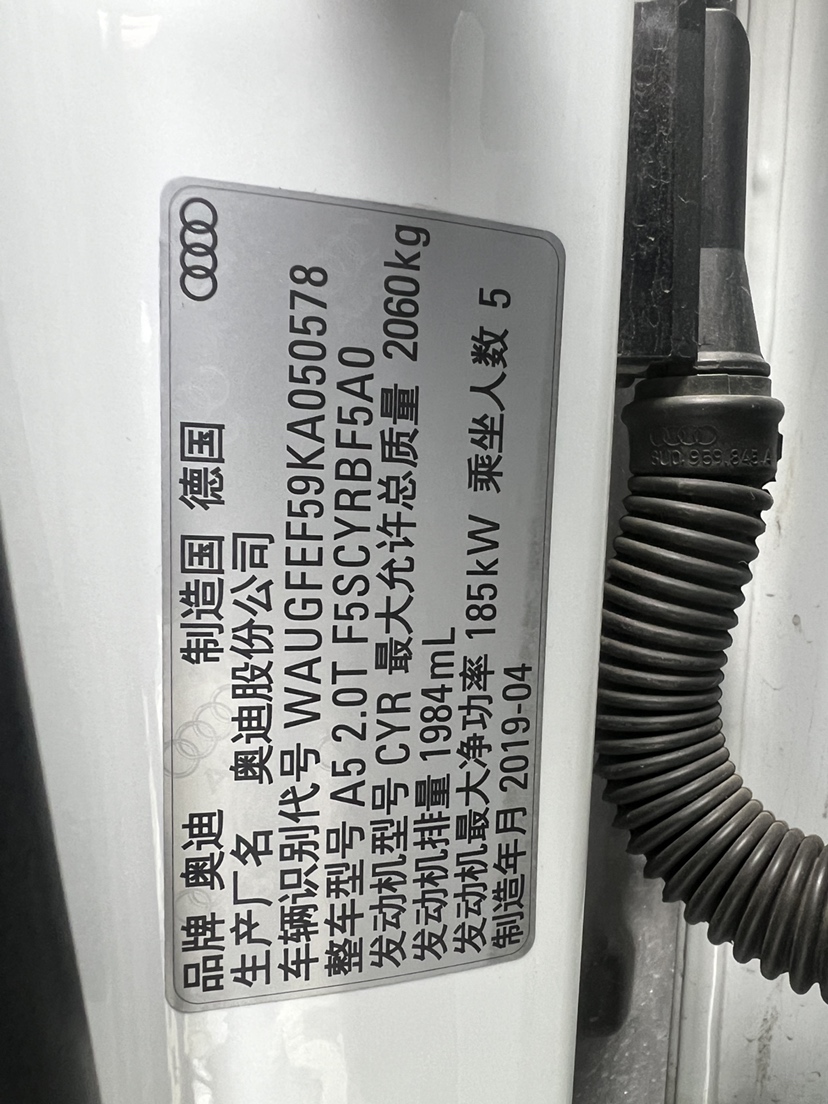 品牌 奥迪 制造国 德国
生产厂名 奥迪股份公司
车辆识别代号 WAUGFEF59KA050578
整车型号 A5 2.0T F5SCYRBF5A0
发动机型号 CYR 最大允许总质量 2060kg
发动机排量 1984mL
发动机最大净功率 185kW 乘坐人数 5
制造年月 2019-04
8W0.959.845.A